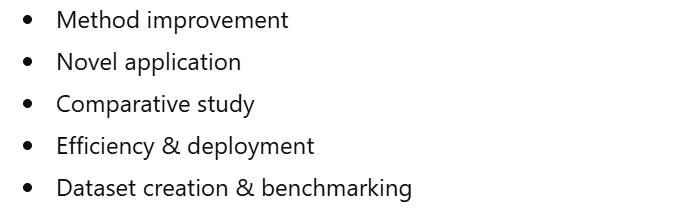 • Method improvement
• Novel application
• Comparative study
• Efficiency & deployment
• Dataset creation & benchmarking